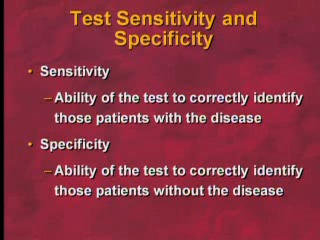 Test Sensitivity and
Specificity
• Sensitivity
– Ability of the test to correctly identify
those patients with the disease
• Specificity
– Ability of the test to correctly identify
those patients without the disease